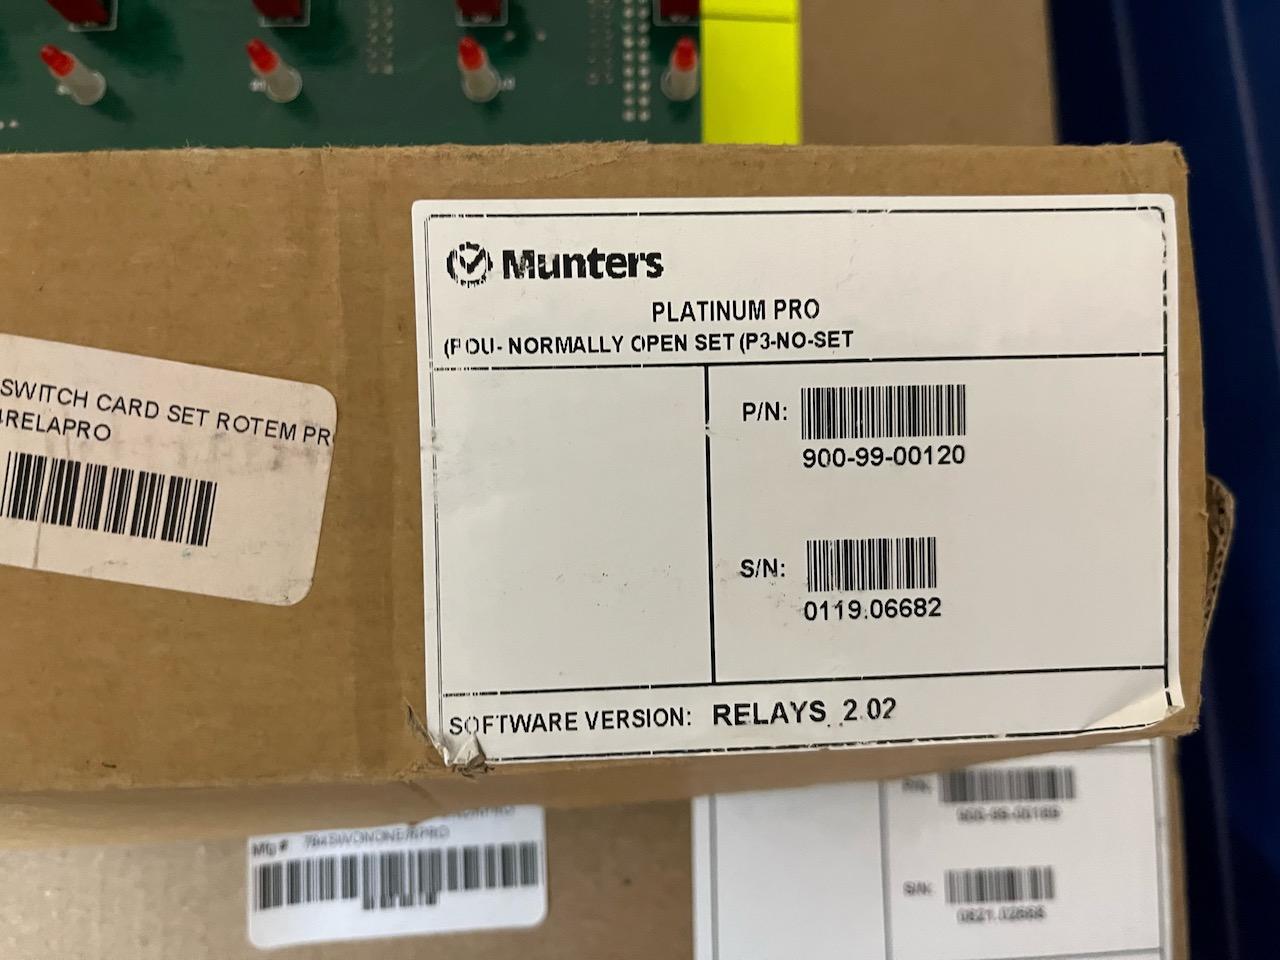 Munters
PLATINUM PRO
(POU- NORMALLY OPEN SET (P3-NO-SET
P/N:
900-99-00120
S/N:
0119.06682
SOFTWARE VERSION: RELAYS 2.02
SWITCH CARD SET ROTEM PR
RELAPRO
Mfg #
P/N:
S/N: